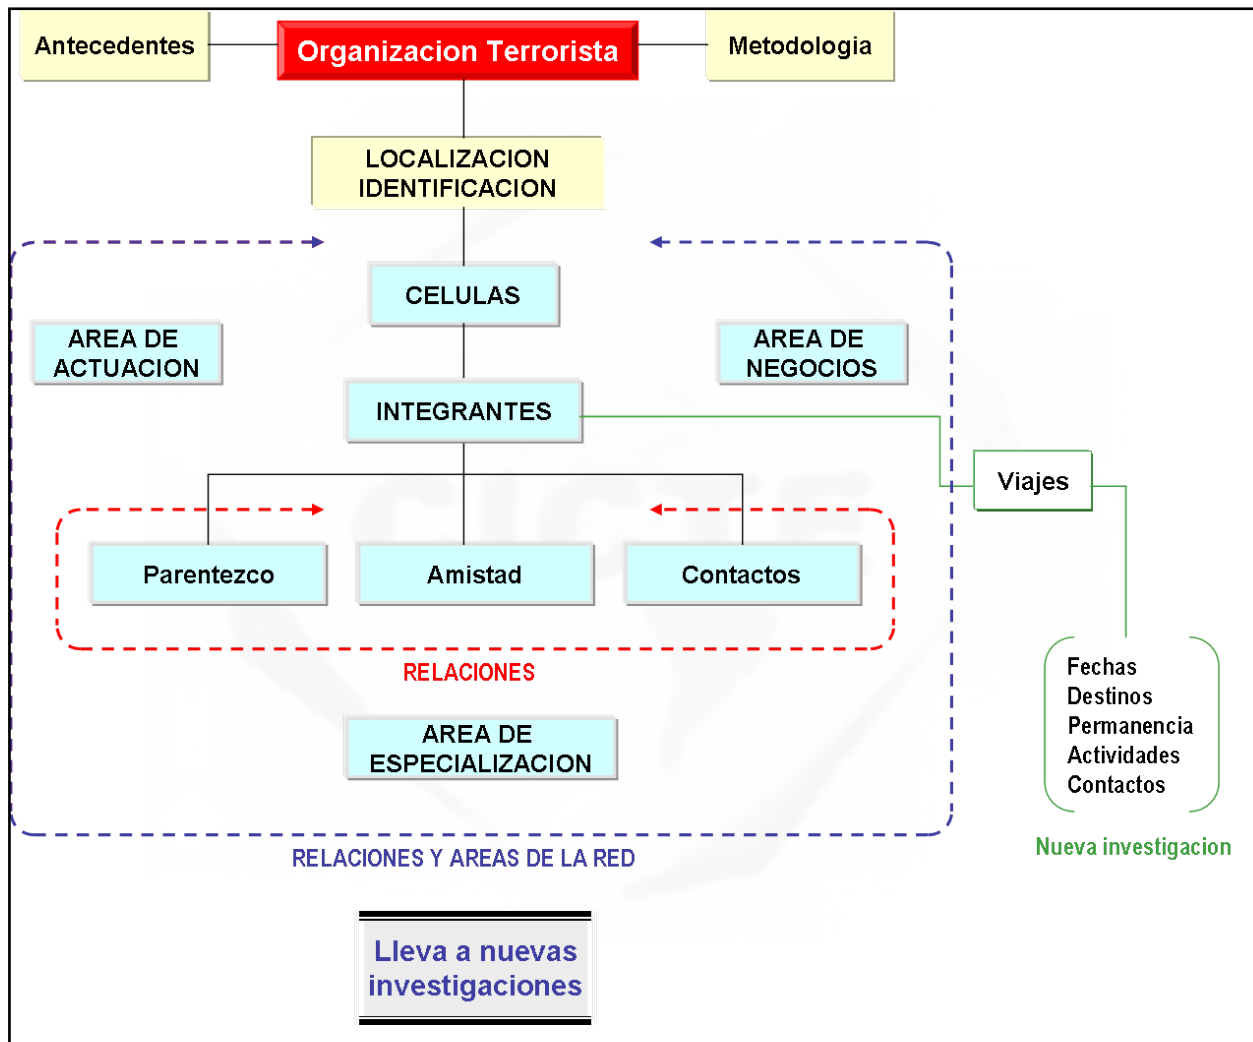 Antecedentes
Organizacion Terrorista
Metodologia
LOCALIZACION
IDENTIFICACION
CELULAS
AREA DE
ACTUACION
AREA DE
NEGOCIOS
INTEGRANTES
Viajes
Parentezco
Amistad
Contactos
RELACIONES
Fechas
Destinos
Permanencia
Actividades
Contactos
AREA DE
ESPECIALIZACION
Nueva investigacion
RELACIONES Y AREAS DE LA RED
Lleva a nuevas
investigaciones
CICTE